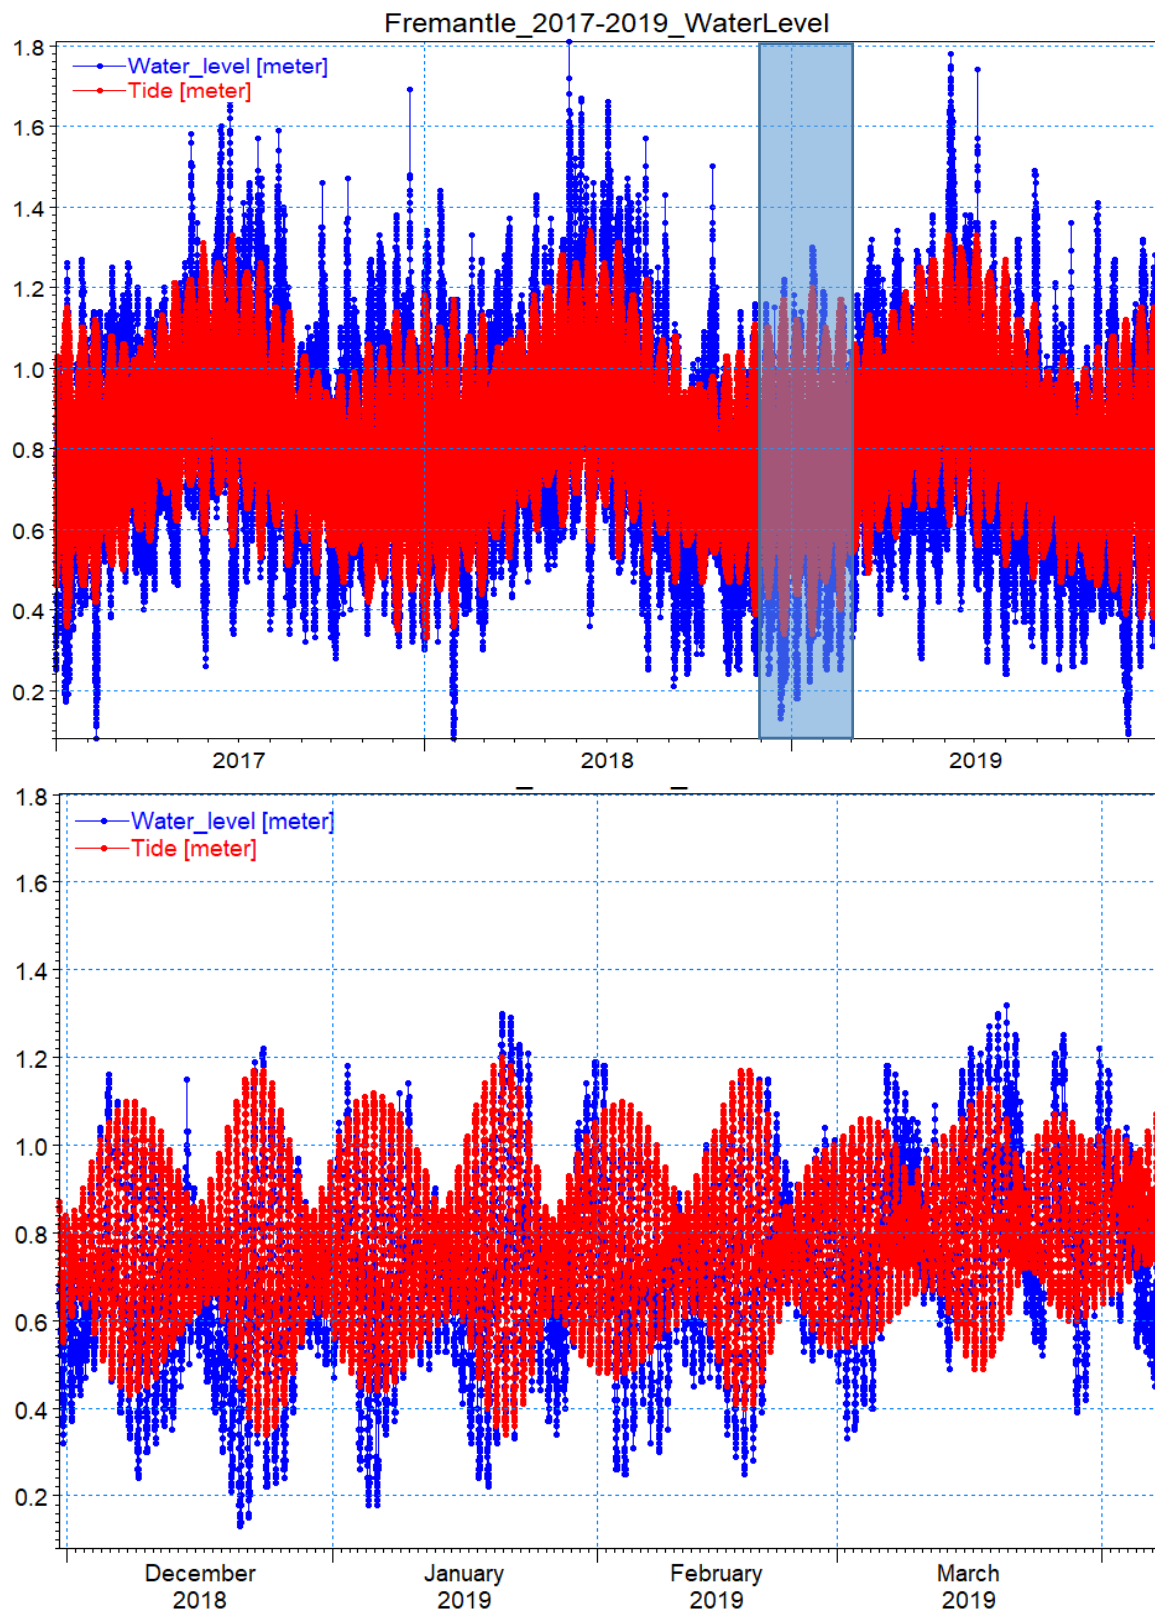 Fremantle_2017-2019_WaterLevel
1.8
Water_level [meter]
Tide [meter]
1.6
1.4
1.2
1.0
0.8
0.6
0.4
0.2
2017 2018 2019
1.8
Water_level [meter]
Tide [meter]
1.6
1.4
1.2
1.0
0.8
0.6
0.4
0.2
December January February March
2018 2019 2019 2019